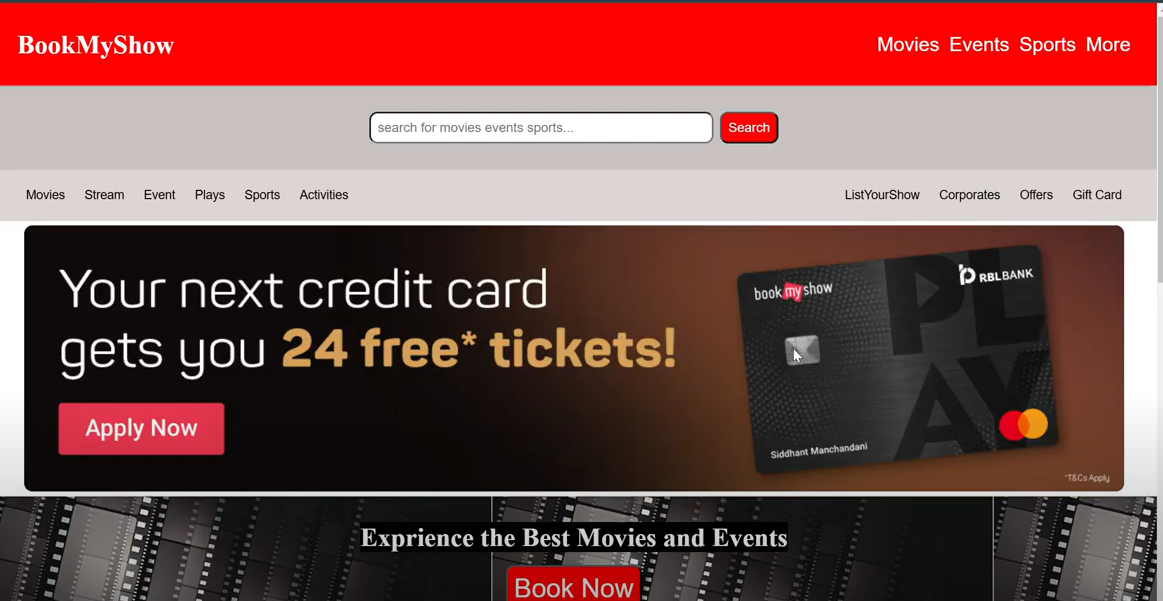 BookMyShow
Movies Events Sports More
search for movies events sports...
Search
Movies Stream Event Plays Sports Activities
ListYourShow Corporates Offers Gift Card
Your next credit card
gets you 24 free* tickets!
Apply Now
book my show
RBLBANK
PLAY
Siddhant Manchandani
*T&Cs Apply
Exprience the Best Movies and Events
Book Now